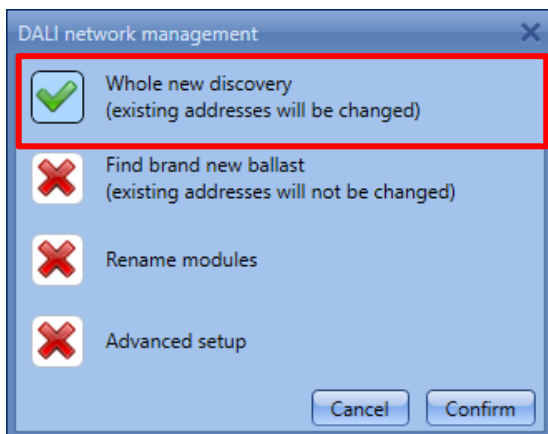 DALI network management
Whole new discovery
(existing addresses will be changed)
Find brand new ballast
(existing addresses will not be changed)
Rename modules
Advanced setup
Cancel Confirm